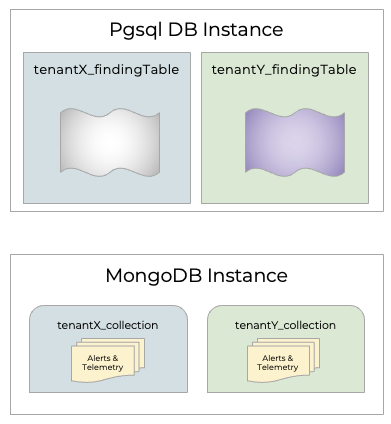 Pgsql DB Instance
tenantX_findingTable
tenantY_findingTable
MongoDB Instance
tenantX_collection
Alerts &
Telemetry
tenantY_collection
Alerts &
Telemetry